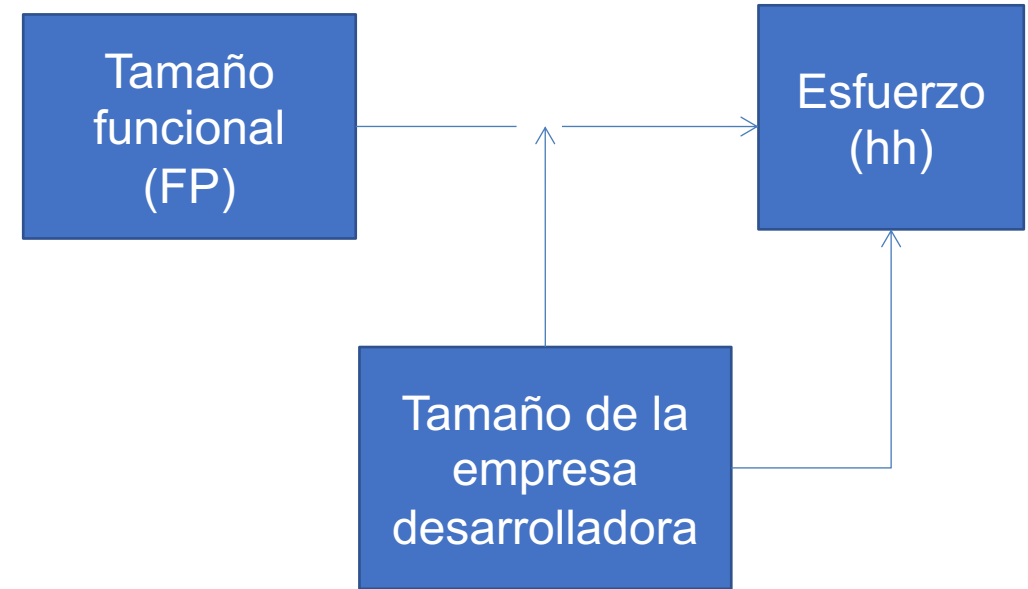 Tamaño
funcional
(FP)
Esfuerzo
(hh)
Tamaño de la
empresa
desarrolladora